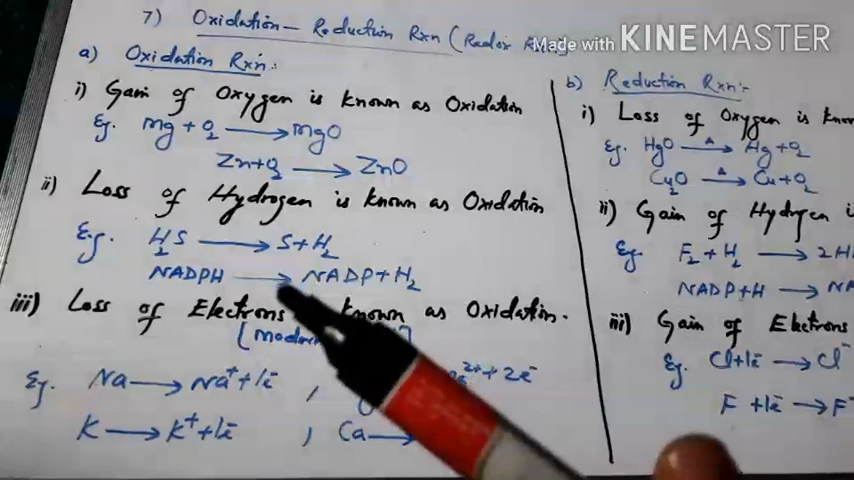 7) Oxidation – Reduction Rxn (Redox
Made with KINEMASTER
a) Oxidation Rxn:
i) Gain of Oxygen is known as Oxidation
Eg. Mg + O2 → MgO
Zn + O2 → ZnO
ii) Loss of Hydrogen is known as Oxidation
E.g. H2S → S + H2
NADPH → NADP + H2
iii) Loss of Electrons known as Oxidation.
Eg. Na → Na+ + 1e- , 2+ + 2e-
K → K+ + 1e- , Ca →
b) Reduction Rxn:-
i) Loss of Oxygen is
Eg. HgO Δ→ Hg + O2
Cu2O Δ→ Cu + O2
ii) Gain of Hydrogen
Eg. F2 + H2 →
NADP + H →
iii) Gain of Electrons
Eg. Cl + 1e- → Cl-
F + 1e- → F-